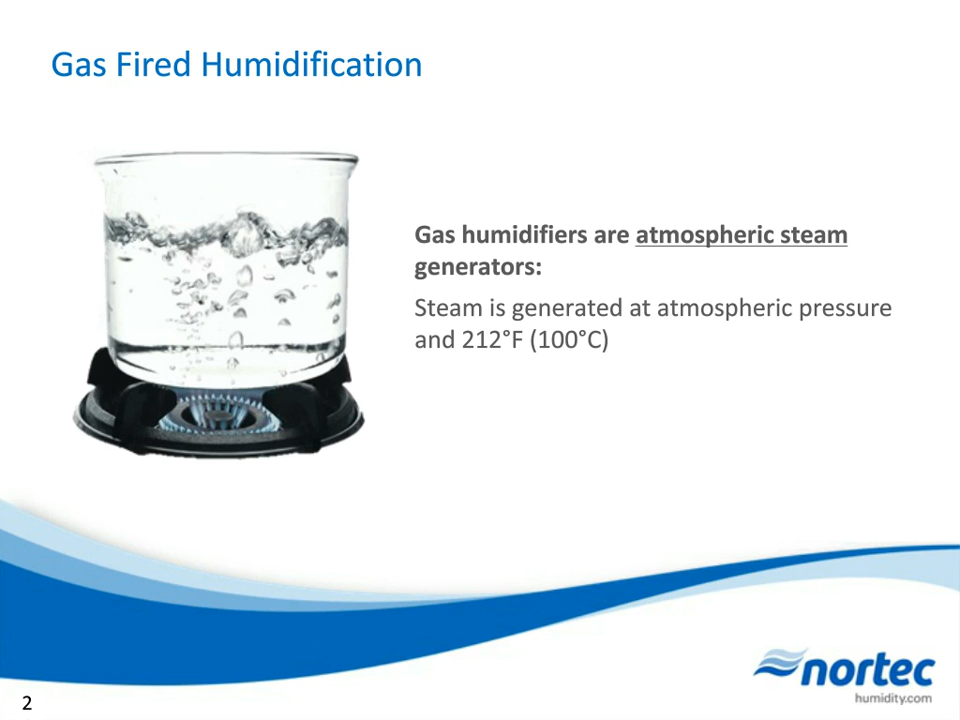 Gas Fired Humidification
Gas humidifiers are atmospheric steam
generators:
Steam is generated at atmospheric pressure
and 212°F (100°C)
nortec
humidity.com
2